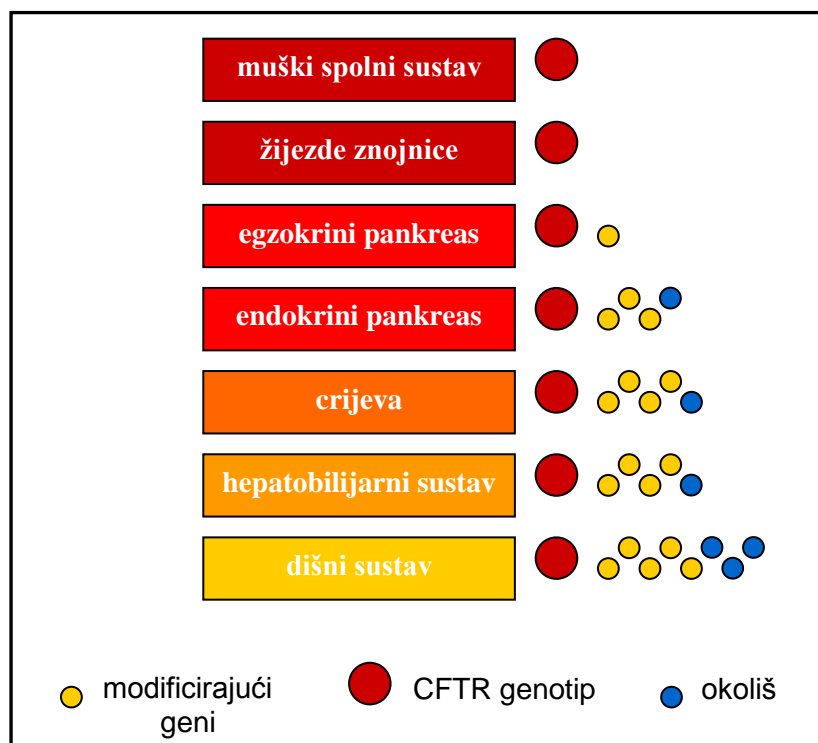 muški spolni sustav
žijezde znojnice
egzokrini pankreas
endokrini pankreas
crijeva
hepatobilijarni sustav
dišni sustav
modificirajući
geni
CFTR genotip
okoliš